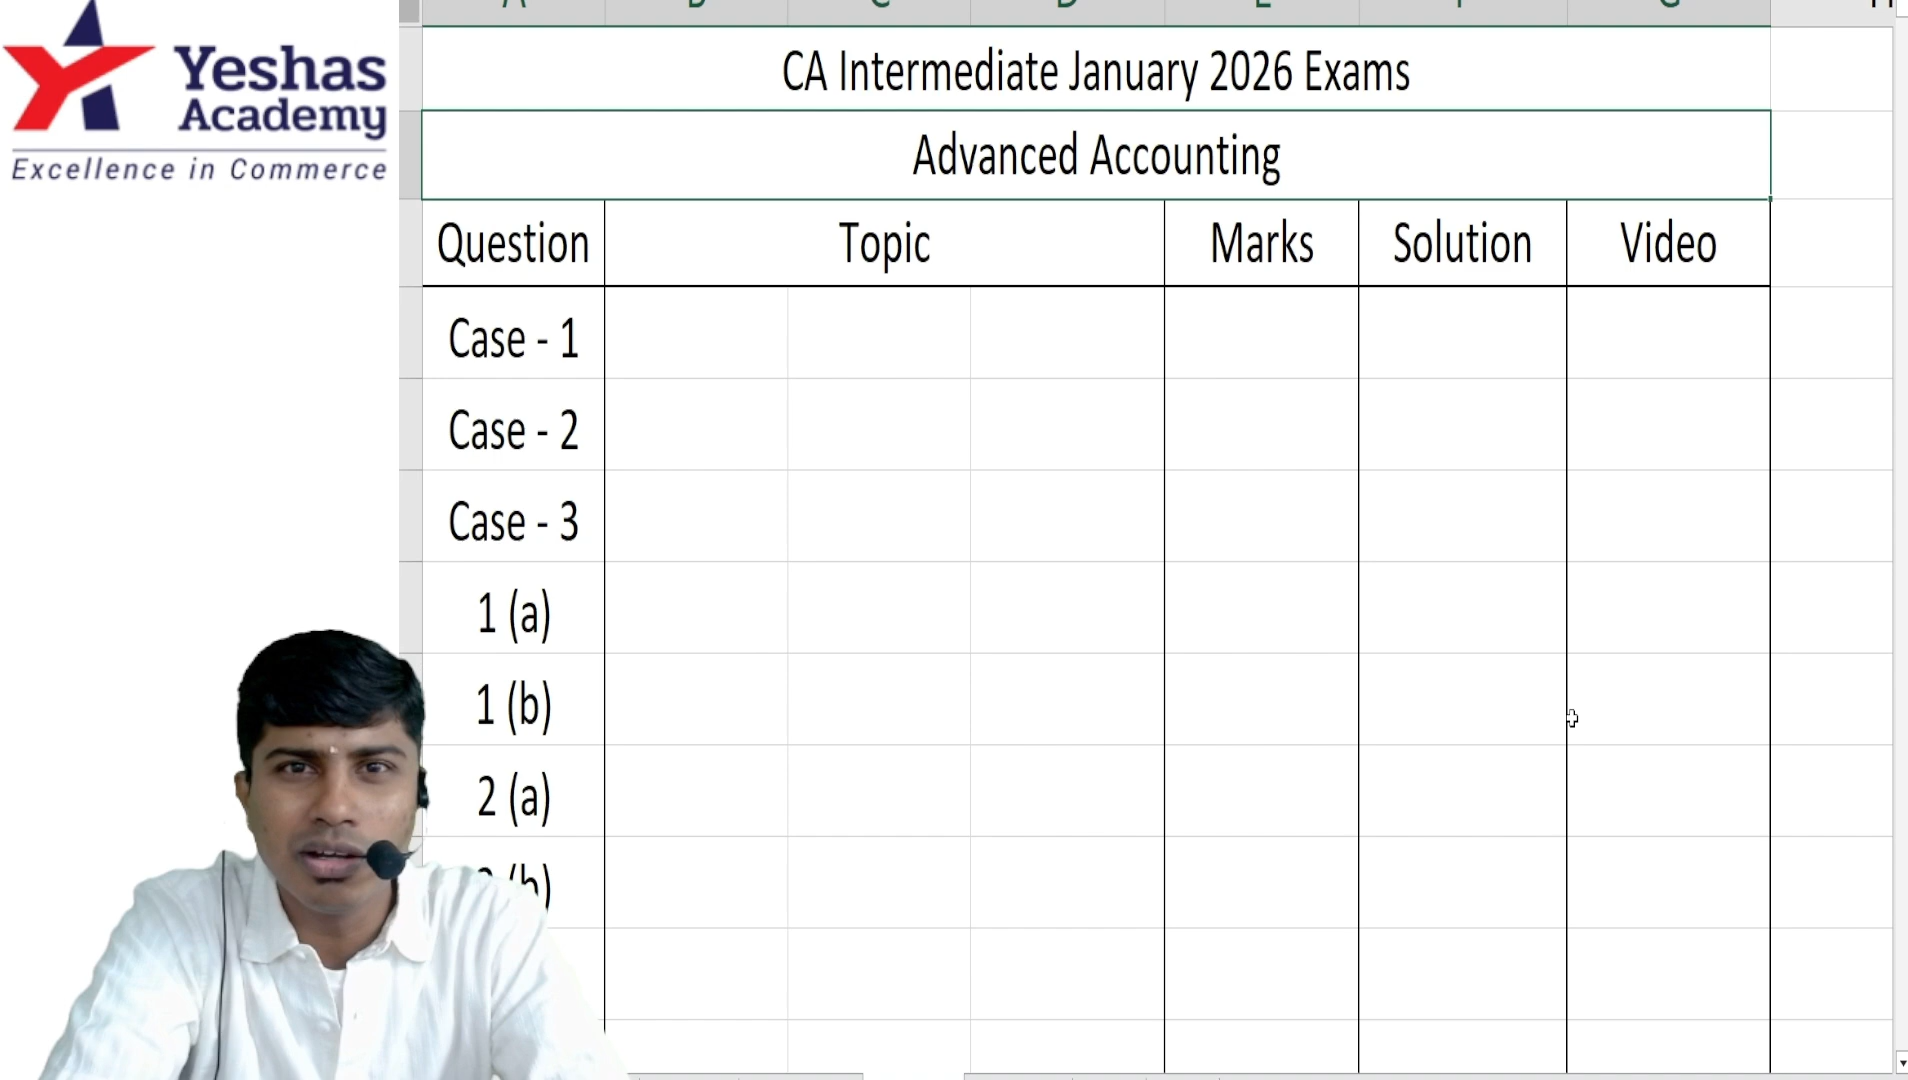 Yeshas
Academy
Excellence in Commerce
CA Intermediate January 2026 Exams
Advanced Accounting
Question Topic Marks Solution Video
Case - 1
Case - 2
Case - 3
1 (a)
1 (b)
2 (a)
(b)